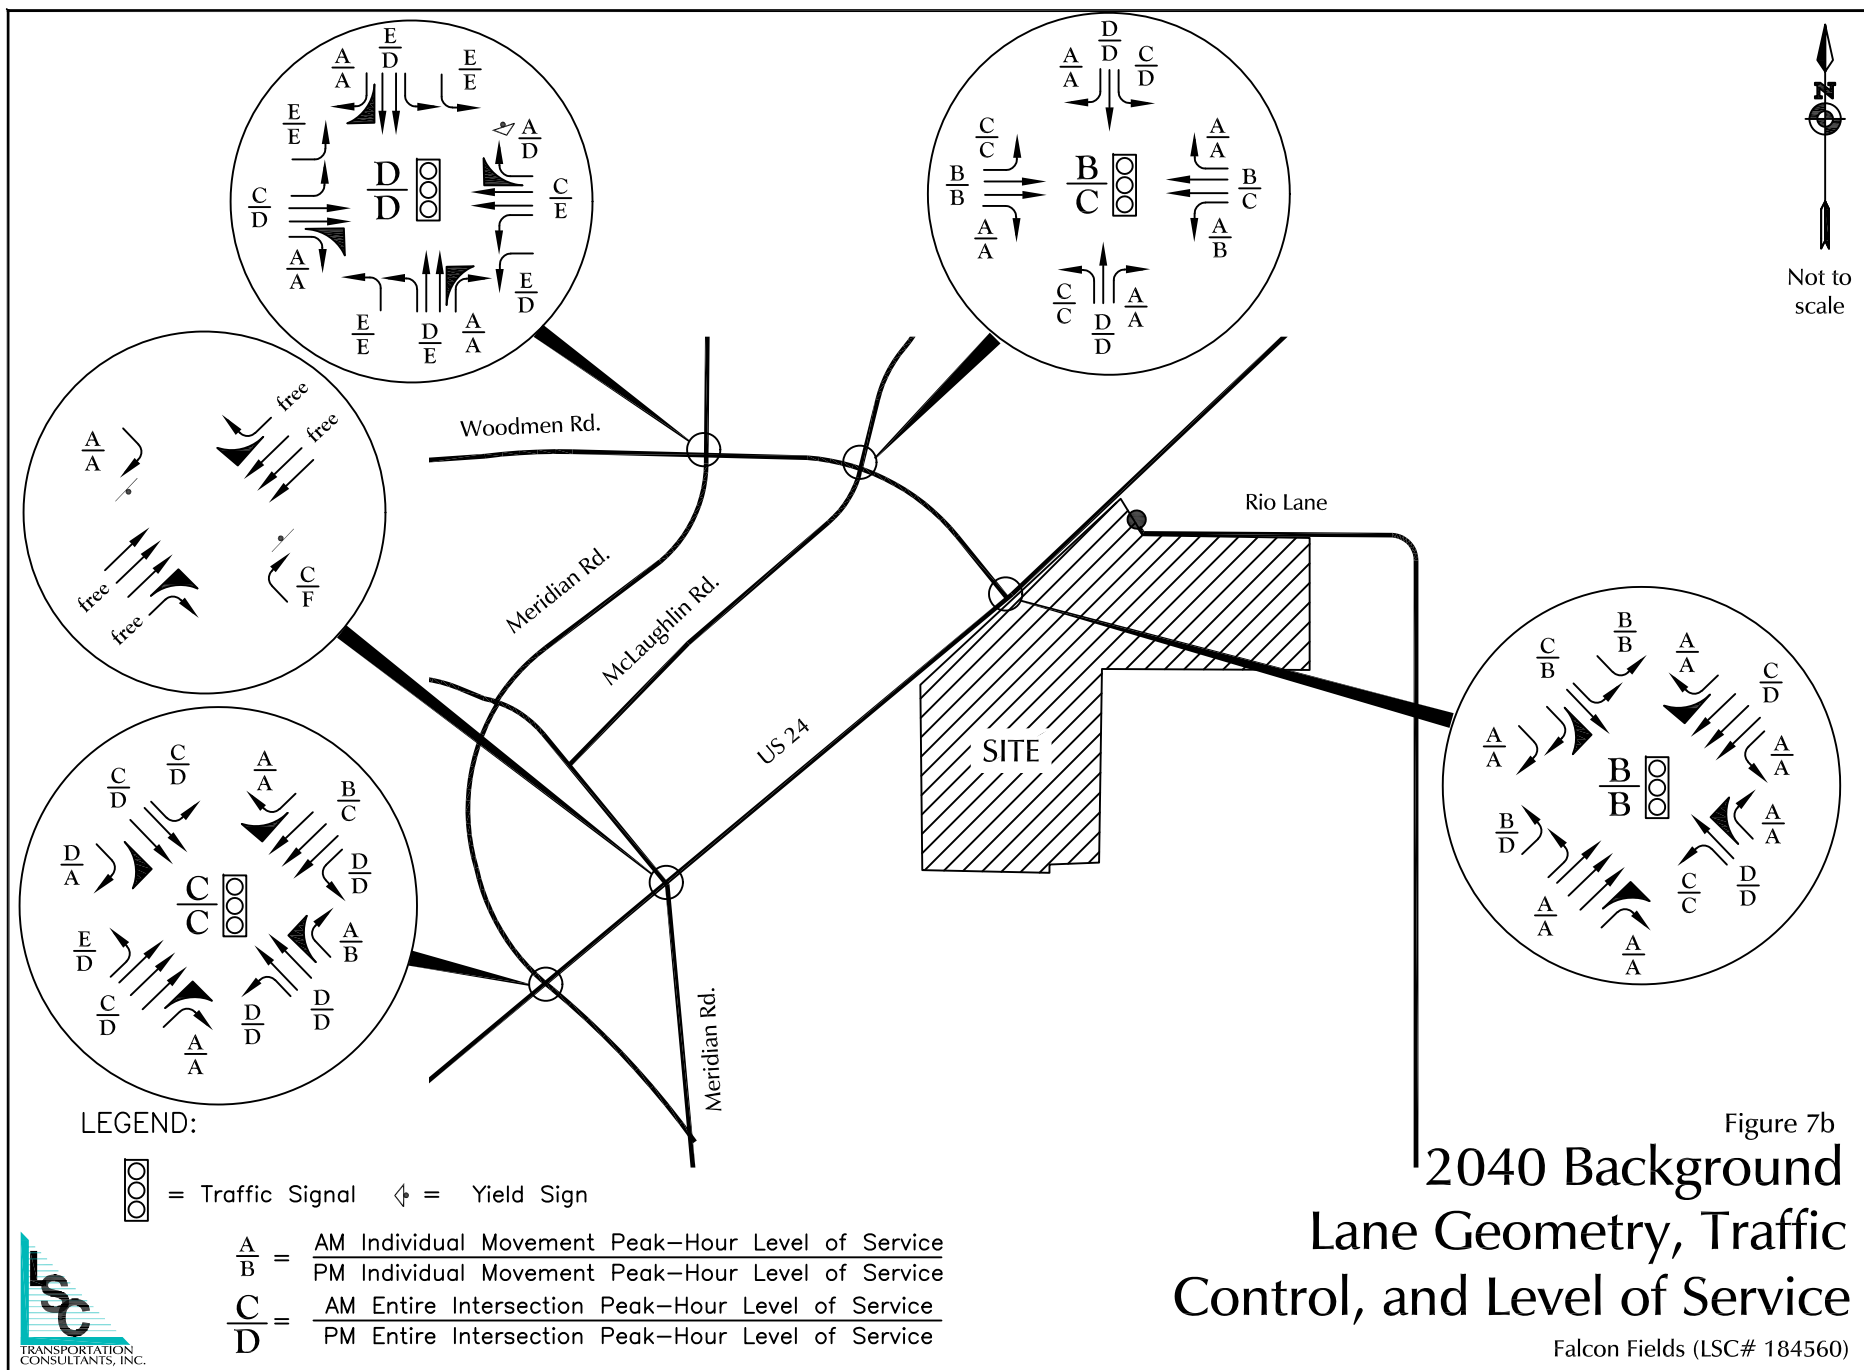 E
D
A
A
E
E
E
E
A
D
D
D
C
D
C
E
A
A
E
D
E
E
D
E
A
A
D
D
A
A
C
D
C
C
A
A
B
B
B
C
B
C
A
A
A
B
C
C
D
D
A
A
N
Not to
scale
free
free
A
A
free
free
C
F
Woodmen Rd.
Meridian Rd.
McLaughlin Rd.
US 24
Rio Lane
SITE
Meridian Rd.
B
B
C
B
A
A
C
D
A
A
A
A
B
B
B
D
A
A
C
C
D
D
A
A
A
A
C
D
C
D
A
A
B
C
D
A
D
D
C
C
E
D
A
B
C
D
D
D
D
D
A
A
LEGEND:
= Traffic Signal
= Yield Sign
A
B
=
AM Individual Movement Peak-Hour Level of Service
PM Individual Movement Peak-Hour Level of Service
C
D
=
AM Entire Intersection Peak-Hour Level of Service
PM Entire Intersection Peak-Hour Level of Service
LSC
TRANSPORTATION
CONSULTANTS, INC.
Figure 7b
2040 Background
Lane Geometry, Traffic
Control, and Level of Service
Falcon Fields (LSC# 184560)